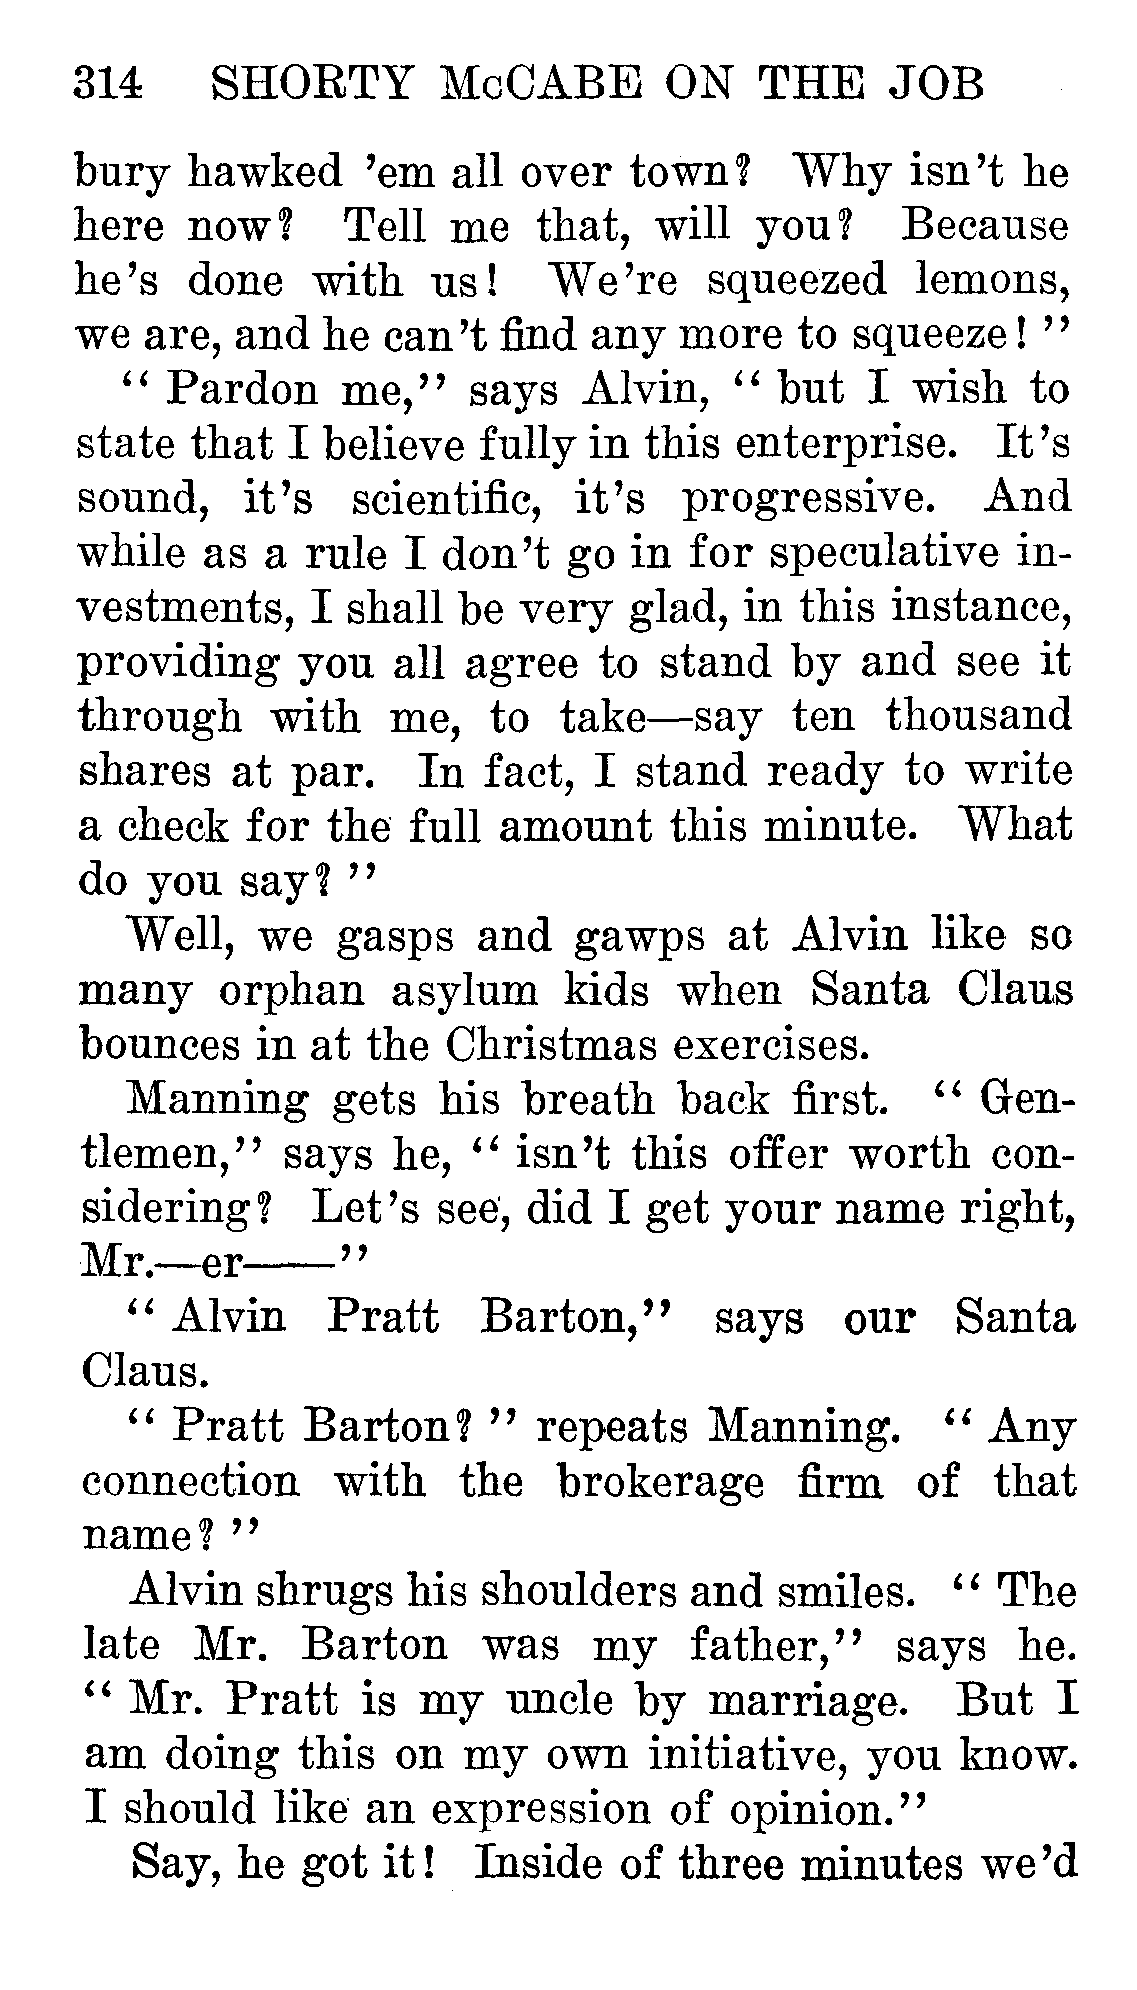 314 SHORTY McCABE ON THE JOB
bury hawked 'em all over town? Why isn't he
here now? Tell me that, will you? Because
he's done with us! We're squeezed lemons,
we are, and he can't find any more to squeeze! "
" Pardon me," says Alvin, " but I wish to
state that I believe fully in this enterprise. It's
sound, it's scientific, it's progressive. And
while as a rule I don't go in for speculative in-
vestments, I shall be very glad, in this instance,
providing you all agree to stand by and see it
through with me, to take—say ten thousand
shares at par. In fact, I stand ready to write
a check for the full amount this minute. What
do you say? "
Well, we gasps and gawps at Alvin like so
many orphan asylum kids when Santa Claus
bounces in at the Christmas exercises.
Manning gets his breath back first. " Gen-
tlemen," says he, " isn't this offer worth con-
sidering? Let's see, did I get your name right,
Mr.—er——"
" Alvin Pratt Barton," says our Santa
Claus.
" Pratt Barton? " repeats Manning. " Any
connection with the brokerage firm of that
name? "
Alvin shrugs his shoulders and smiles. " The
late Mr. Barton was my father," says he.
" Mr. Pratt is my uncle by marriage. But I
am doing this on my own initiative, you know.
I should like an expression of opinion."
Say, he got it! Inside of three minutes we'd